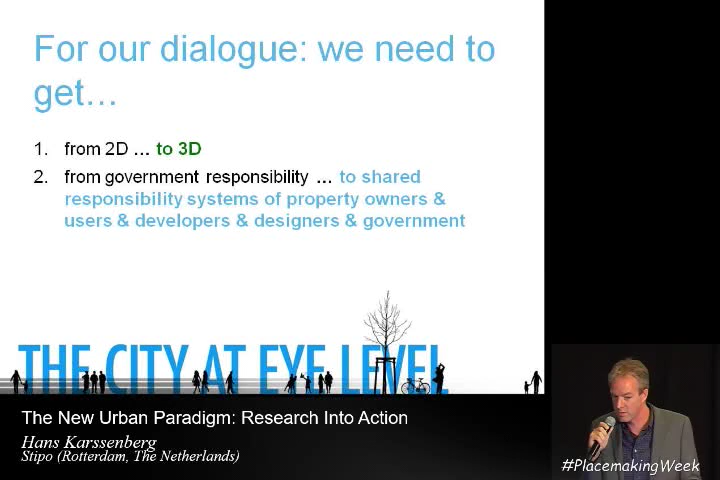 For our dialogue: we need to
get...
1. from 2D ... to 3D
2. from government responsibility ... to shared
responsibility systems of property owners &
users & developers & designers & government
THE CITY AT EYE LEVEL
The New Urban Paradigm: Research Into Action
Hans Karssenberg
Stipo (Rotterdam, The Netherlands)
#PlacemakingWeek